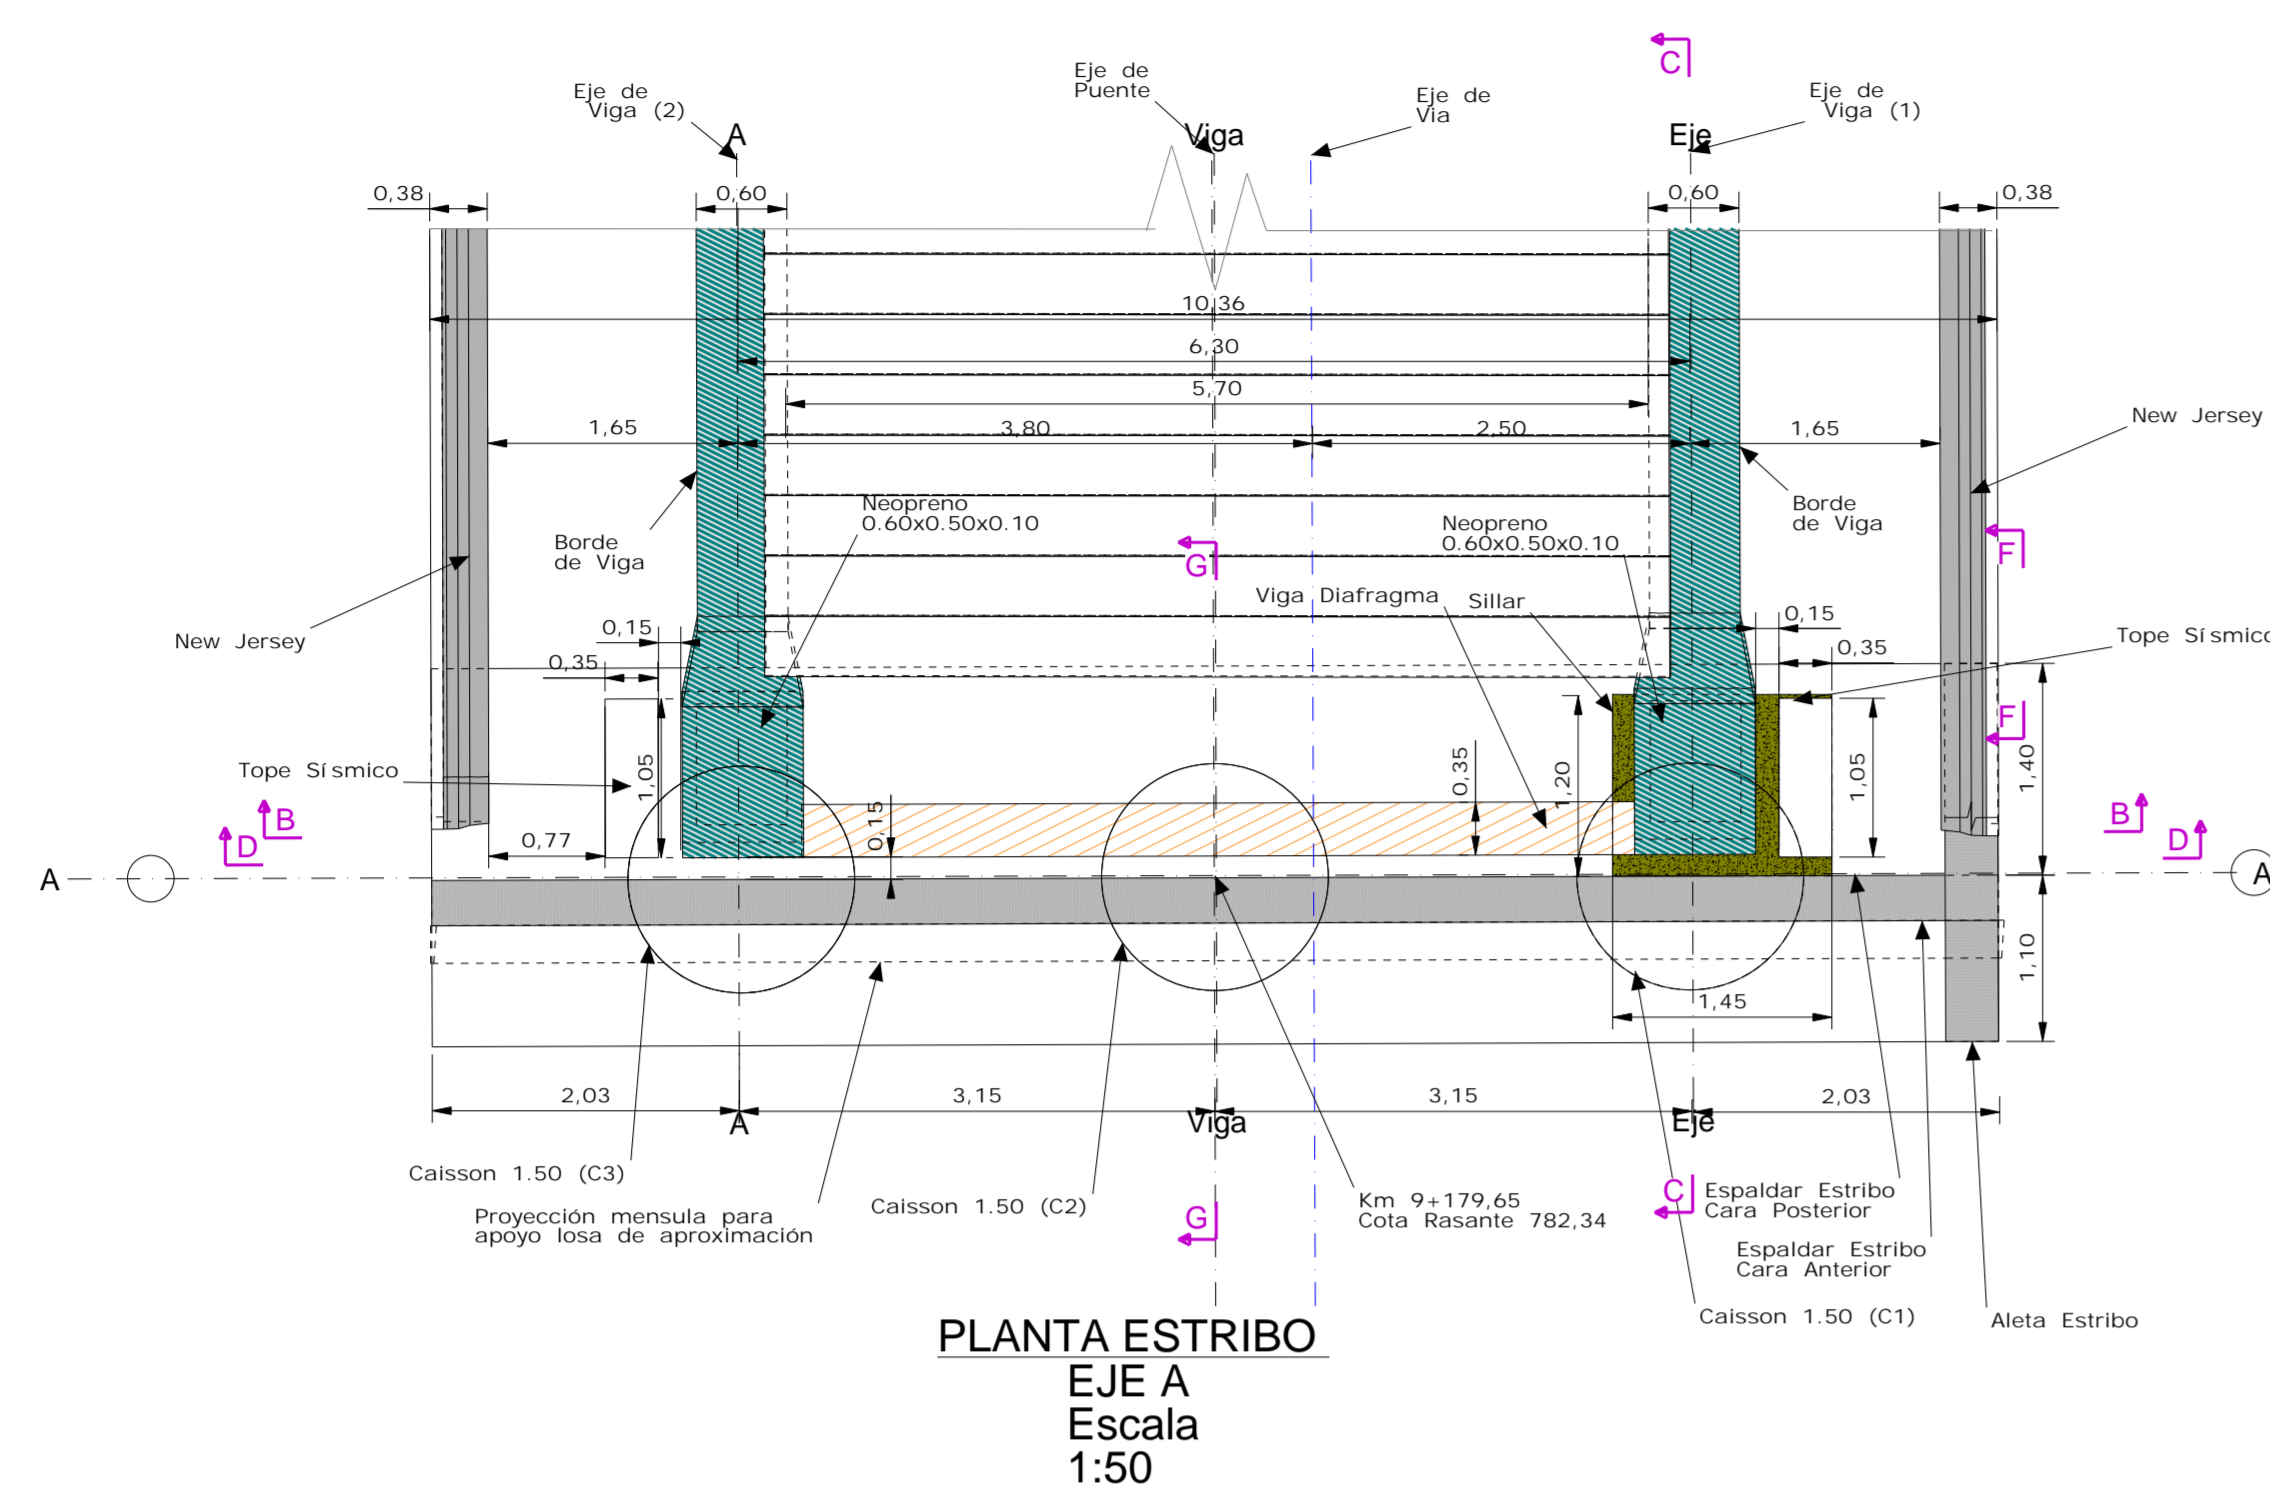 C
Eje de
Viga (2)
Eje de
Puente
Eje de
Via
Eje de
Viga (1)
A
Viga
Eje
0,38
0,60
0,60
0,38
10,36
6,30
5,70
1,65
3,80
2,50
1,65
New Jersey
Neopreno
0.60x0.50x0.10
Neopreno
0.60x0.50x0.10
Borde
de Viga
Borde
de Viga
G
F
Viga Diafragma
Sillar
New Jersey
0,15
0,15
Tope Sísmico
0,35
0,35
F
Tope Sísmico
1,05
0,15
0,35
1,20
1,05
1,40
B
D
B
D
0,77
A
A
1,10
1,45
2,03
3,15
3,15
2,03
A
Viga
Eje
Caisson 1.50 (C3)
Proyección mensula para
apoyo losa de aproximación
Caisson 1.50 (C2)
G
Km 9+179,65
Cota Rasante 782,34
C
Espaldar Estribo
Cara Posterior
Espaldar Estribo
Cara Anterior
Caisson 1.50 (C1)
Aleta Estribo
PLANTA ESTRIBO
EJE A
Escala
1:50